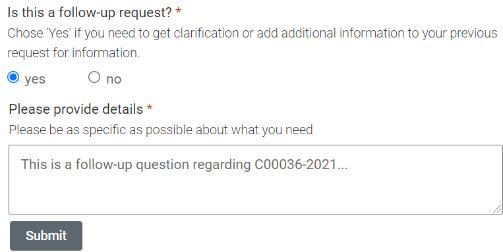 Is this a follow-up request? *
Chose 'Yes' if you need to get clarification or add additional information to your previous
request for information.
yes no
Please provide details *
Please be as specific as possible about what you need
This is a follow-up question regarding C00036-2021...
Submit